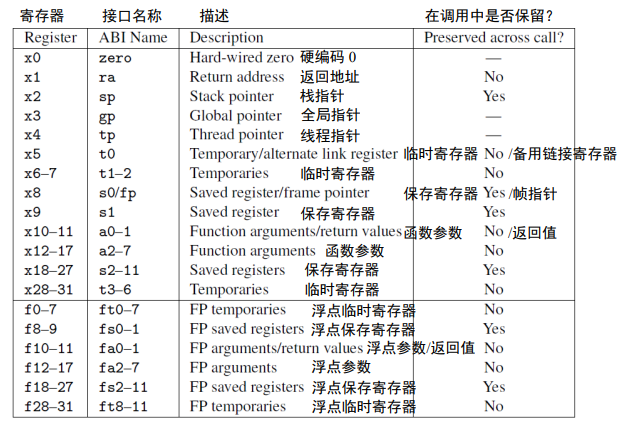 寄存器 接口名称 描述 在调用中是否保留？
Register ABI Name Description Preserved across call?
x0 zero Hard-wired zero 硬编码 0 —
x1 ra Return address 返回地址 No
x2 sp Stack pointer 栈指针 Yes
x3 gp Global pointer 全局指针 —
x4 tp Thread pointer 线程指针 —
x5 t0 Temporary/alternate link register 临时寄存器 No /备用链接寄存器
x6–7 t1–2 Temporaries 临时寄存器 No
x8 s0/fp Saved register/frame pointer 保存寄存器 Yes /帧指针
x9 s1 Saved register 保存寄存器 Yes
x10–11 a0–1 Function arguments/return values 函数参数 No /返回值
x12–17 a2–7 Function arguments 函数参数 No
x18–27 s2–11 Saved registers 保存寄存器 Yes
x28–31 t3–6 Temporaries 临时寄存器 No
f0–7 ft0–7 FP temporaries 浮点临时寄存器 No
f8–9 fs0–1 FP saved registers 浮点保存寄存器 Yes
f10–11 fa0–1 FP arguments/return values 浮点参数/返回值 No
f12–17 fa2–7 FP arguments 浮点参数 No
f18–27 fs2–11 FP saved registers 浮点保存寄存器 Yes
f28–31 ft8–11 FP temporaries 浮点临时寄存器 No